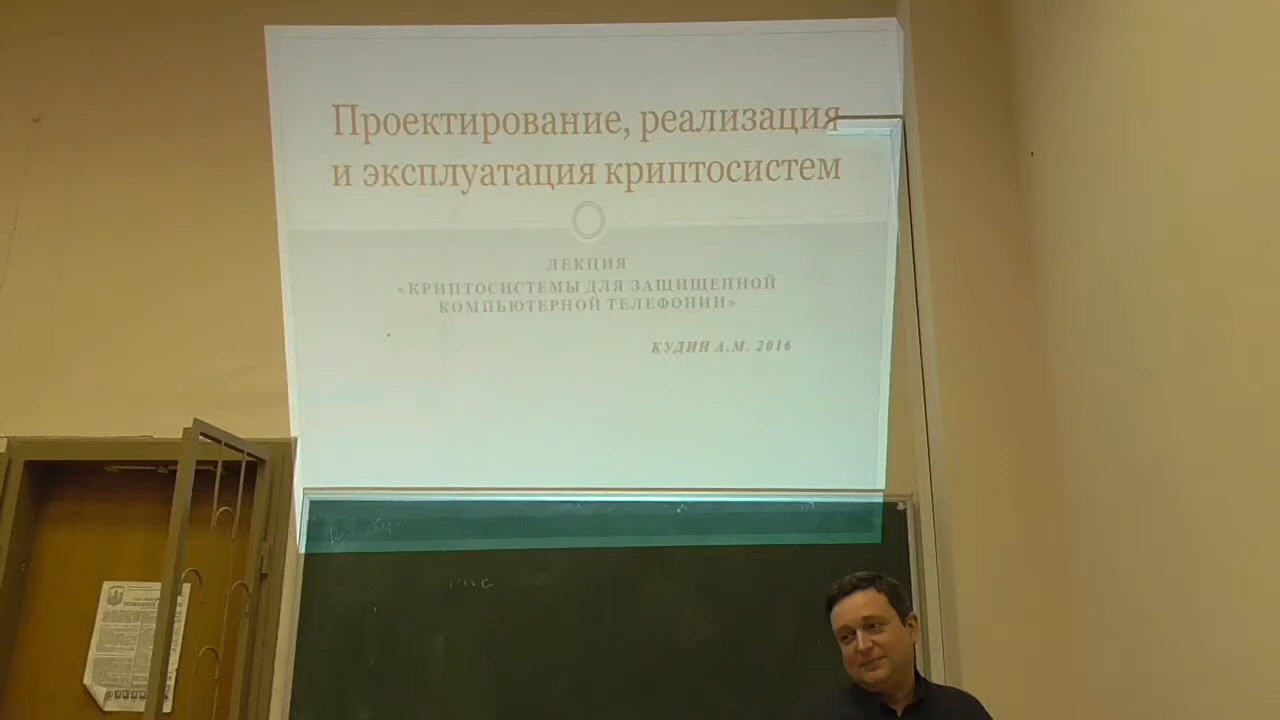 Проектирование, реализация
и эксплуатация криптосистем
ЛЕКЦИЯ
«КРИПТОСИСТЕМЫ ДЛЯ ЗАЩИЩЕННОЙ
КОМПЬЮТЕРНОЙ ТЕЛЕФОНИИ»
КУДИН А.М. 2016